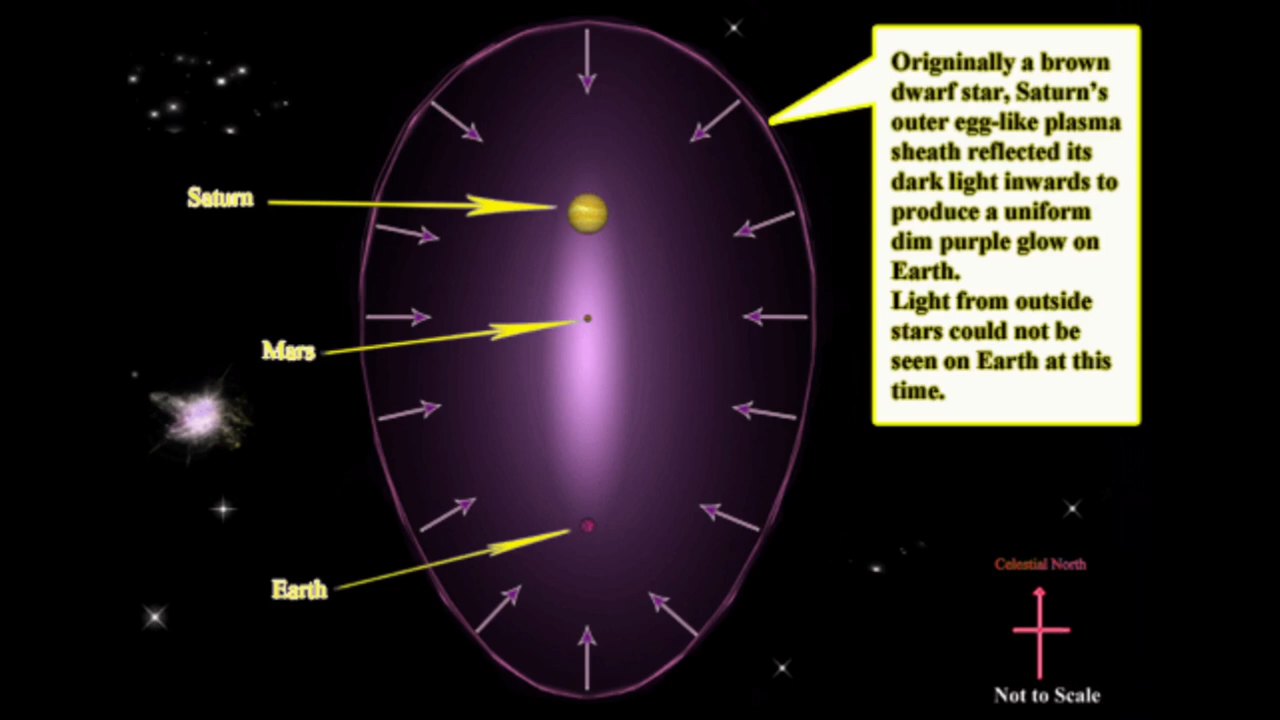 Origninally a brown
dwarf star, Saturn's
outer egg-like plasma
sheath reflected its
dark light inwards to
produce a uniform
dim purple glow on
Earth.
Light from outside
stars could not be
seen on Earth at this
time.
Saturn
Mars
Earth
Celestial North
Not to Scale